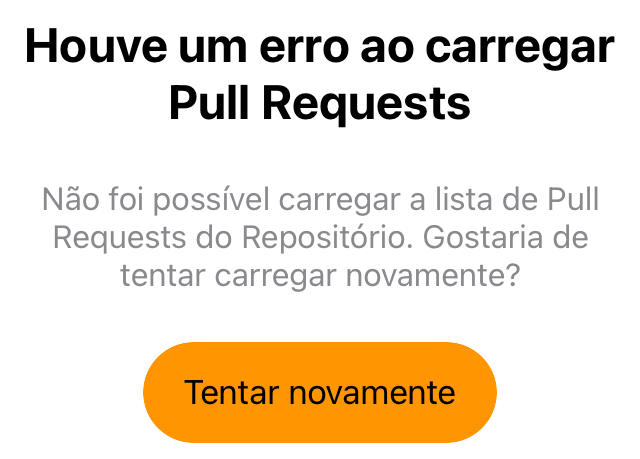 Houve um erro ao carregar
Pull Requests
Não foi possível carregar a lista de Pull
Requests do Repositório. Gostaria de
tentar carregar novamente?
Tentar novamente